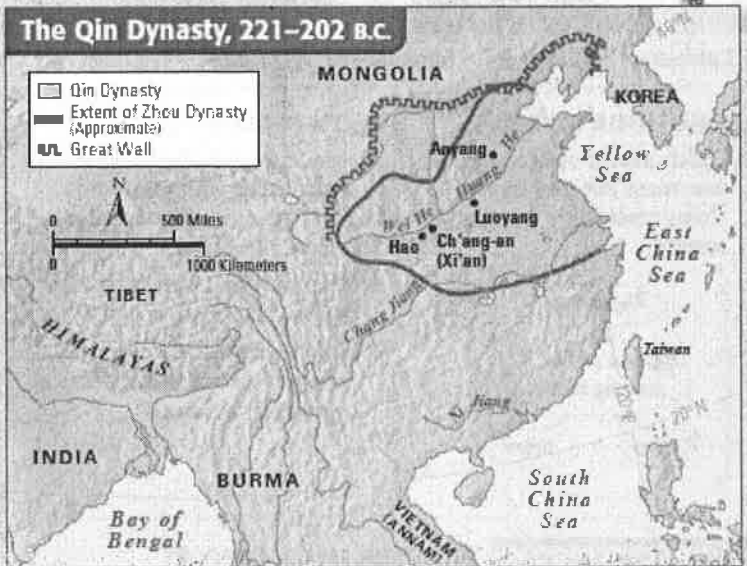 The Qin Dynasty, 221–202 B.C.
Qin Dynasty
Extent of Zhou Dynasty
(Approximate)
Great Wall
N
0 500 Miles
0 1000 Kilometers
MONGOLIA
KOREA
Anyang
Yellow
Sea
Huang He
Wei He
Luoyang
Hao
Ch'ang-an
(Xi'an)
East
China
Sea
Chang Jiang
TIBET
HIMALAYAS
Taiwan
Xi Jiang
120°E
20°N
INDIA
BURMA
Bay of
Bengal
VIETNAM
(ANNAM)
South
China
Sea